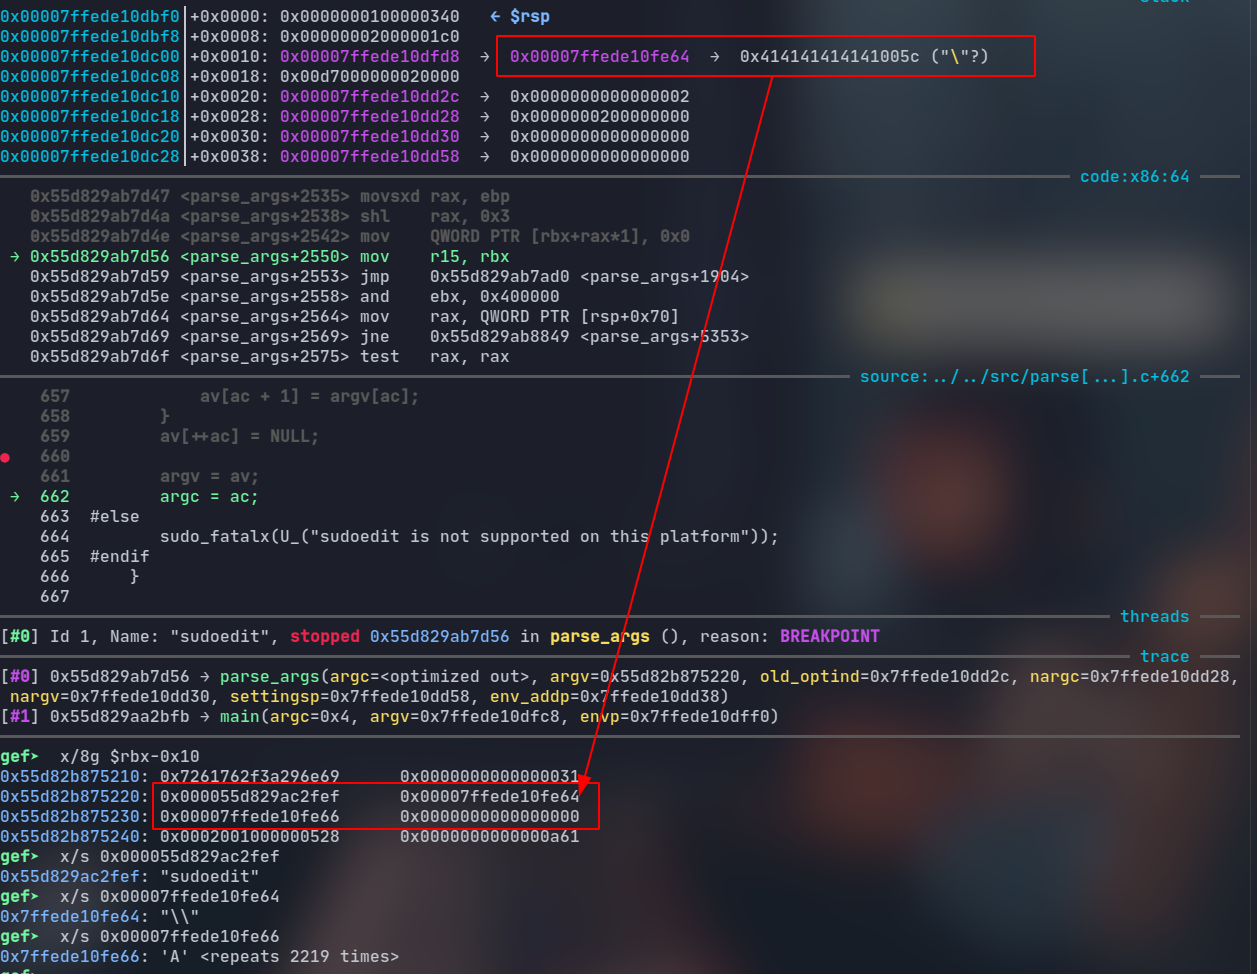 stack
0x00007ffede10dbf0│+0x0000: 0x0000000100000340   ← $rsp
0x00007ffede10dbf8│+0x0008: 0x00000002000001c0
0x00007ffede10dc00│+0x0010: 0x00007ffede10dfd8  →  0x00007ffede10fe64  →  0x414141414141005c ("\"?)
0x00007ffede10dc08│+0x0018: 0x00d7000000020000
0x00007ffede10dc10│+0x0020: 0x00007ffede10dd2c  →  0x0000000000000002
0x00007ffede10dc18│+0x0028: 0x00007ffede10dd28  →  0x0000000200000000
0x00007ffede10dc20│+0x0030: 0x00007ffede10dd30  →  0x0000000000000000
0x00007ffede10dc28│+0x0038: 0x00007ffede10dd58  →  0x0000000000000000
code:x86:64
0x55d829ab7d47 <parse_args+2535> movsxd rax, ebp
0x55d829ab7d4a <parse_args+2538> shl    rax, 0x3
0x55d829ab7d4e <parse_args+2542> mov    QWORD PTR [rbx+rax*1], 0x0
→ 0x55d829ab7d56 <parse_args+2550> mov    r15, rbx
0x55d829ab7d59 <parse_args+2553> jmp    0x55d829ab7ad0 <parse_args+1904>
0x55d829ab7d5e <parse_args+2558> and    ebx, 0x400000
0x55d829ab7d64 <parse_args+2564> mov    rax, QWORD PTR [rsp+0x70]
0x55d829ab7d69 <parse_args+2569> jne    0x55d829ab8849 <parse_args+5353>
0x55d829ab7d6f <parse_args+2575> test   rax, rax
source:../../src/parse[...].c+662
657             av[ac + 1] = argv[ac];
658         }
659         av[++ac] = NULL;
● 660
661         argv = av;
→ 662         argc = ac;
663  #else
664         sudo_fatalx(U_("sudoedit is not supported on this platform"));
665  #endif
666      }
667
threads
[#0] Id 1, Name: "sudoedit", stopped 0x55d829ab7d56 in parse_args (), reason: BREAKPOINT
trace
[#0] 0x55d829ab7d56 → parse_args(argc=<optimized out>, argv=0x55d82b875220, old_optind=0x7ffede10dd2c, nargc=0x7ffede10dd28,
nargv=0x7ffede10dd30, settingsp=0x7ffede10dd58, env_addp=0x7ffede10dd38)
[#1] 0x55d829aa2bfb → main(argc=0x4, argv=0x7ffede10dfc8, envp=0x7ffede10dff0)
gef➤  x/8g $rbx-0x10
0x55d82b875210: 0x7261762f3a296e69      0x0000000000000031
0x55d82b875220: 0x000055d829ac2fef      0x00007ffede10fe64
0x55d82b875230: 0x00007ffede10fe66      0x0000000000000000
0x55d82b875240: 0x0002001000000528      0x0000000000000a61
gef➤  x/s 0x000055d829ac2fef
0x55d829ac2fef: "sudoedit"
gef➤  x/s 0x00007ffede10fe64
0x7ffede10fe64: "\\"
gef➤  x/s 0x00007ffede10fe66
0x7ffede10fe66: 'A' <repeats 2219 times>
gef➤